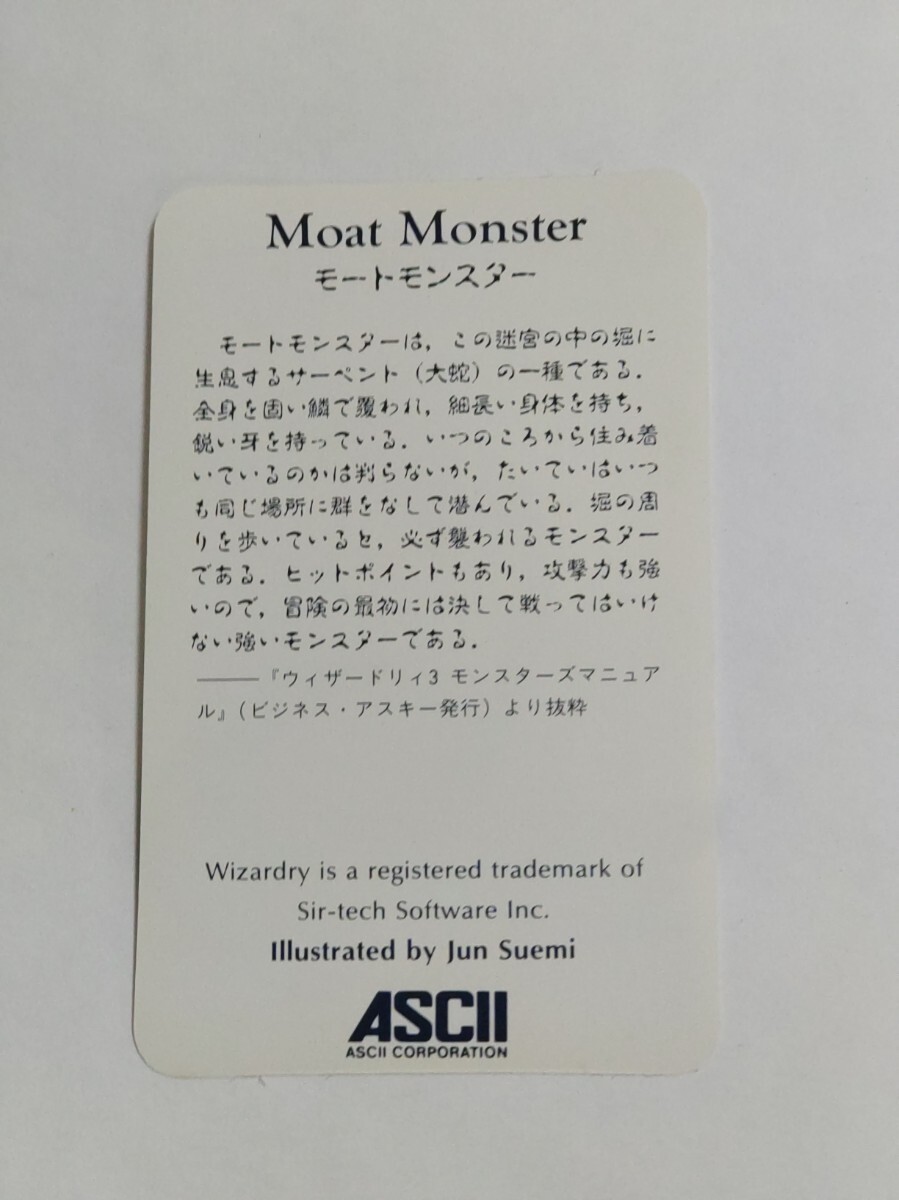 Moat Monster
モートモンスター
モートモンスターは，この迷宮の中の堀に
生息するサーペント（大蛇）の一種である．
全身を固い鱗で覆われ，細長い身体を持ち，
鋭い牙を持っている．いつのころから住み着
いているのかは判らないが，たいていはいつ
も同じ場所に群をなして潜んでいる．堀の周
りを歩いていると，必ず襲われるモンスター
である．ヒットポイントもあり，攻撃力も強
いので，冒険の最初には決して戦ってはいけ
ない強いモンスターである．
――『ウィザードリィ3 モンスターズマニュア
ル』（ビジネス・アスキー発行）より抜粋
Wizardry is a registered trademark of
Sir-tech Software Inc.
Illustrated by Jun Suemi
ASCII
ASCII CORPORATION